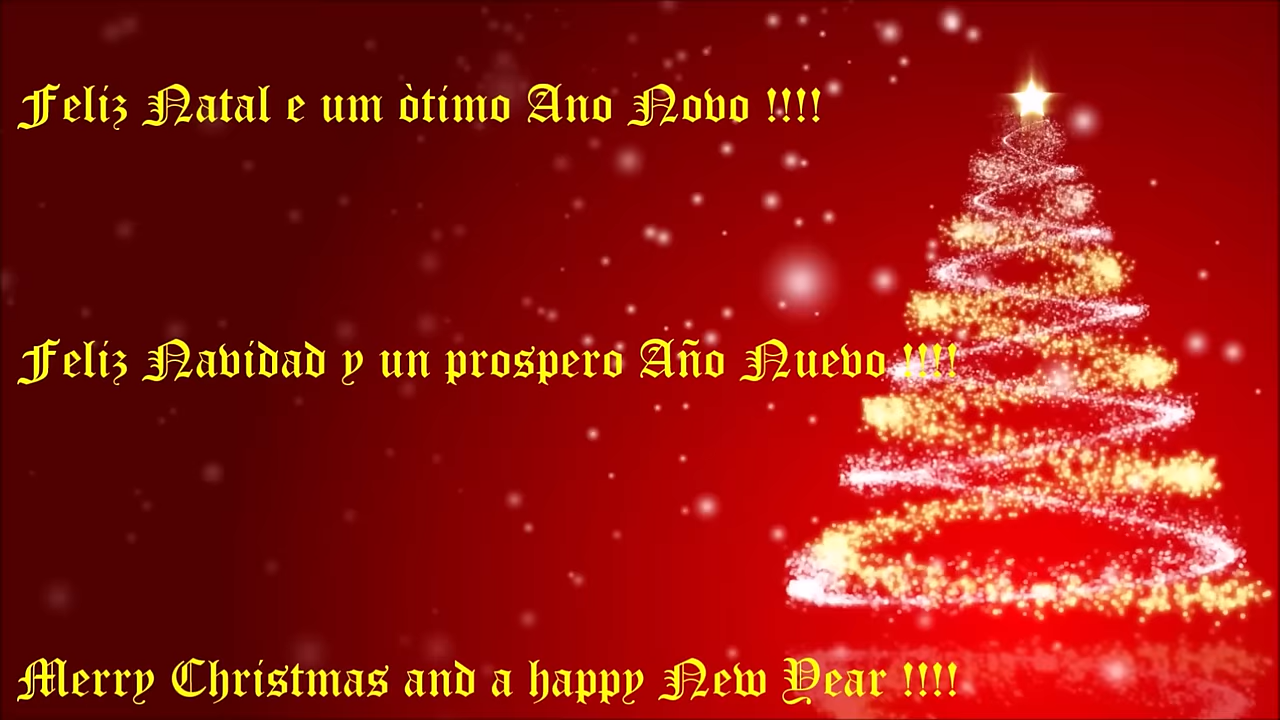 Feliz Natal e um òtimo Ano Novo !!!!
Feliz Navidad y un prospero Año Nuevo !!!!
Merry Christmas and a happy New Year !!!!